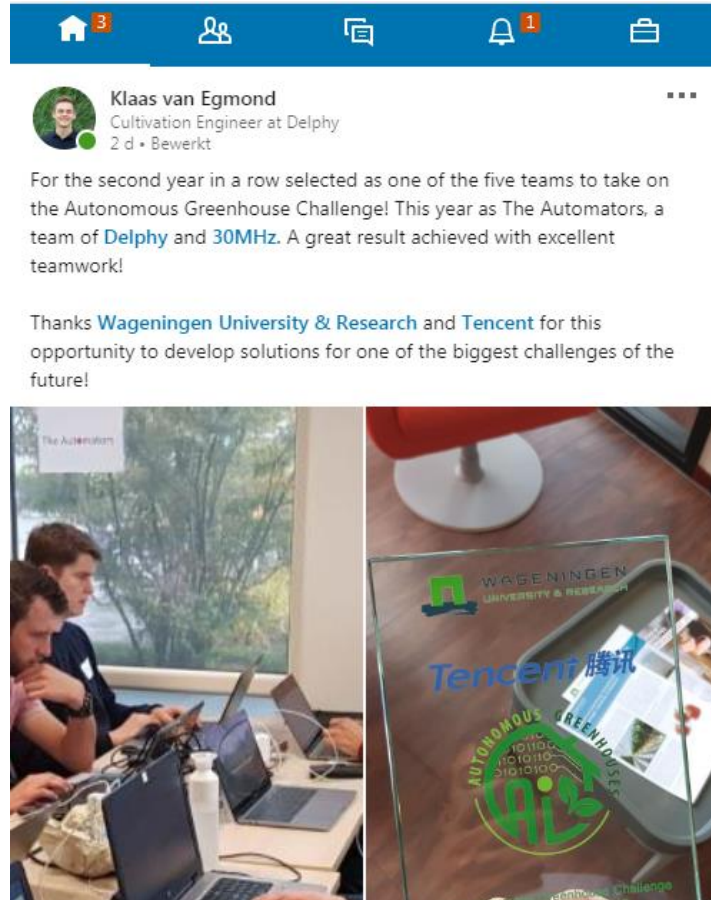 3
1
Klaas van Egmond
Cultivation Engineer at Delphy
2 d • Bewerkt
For the second year in a row selected as one of the five teams to take on
the Autonomous Greenhouse Challenge! This year as The Automators, a
team of Delphy and 30MHz. A great result achieved with excellent
teamwork!
Thanks Wageningen University & Research and Tencent for this
opportunity to develop solutions for one of the biggest challenges of the
future!
The Automators
WAGENINGEN
UNIVERSITY & RESEARCH
Tencent 腾讯
AUTONOMOUS GREENHOUSES
AI
Greenhouse Challenge